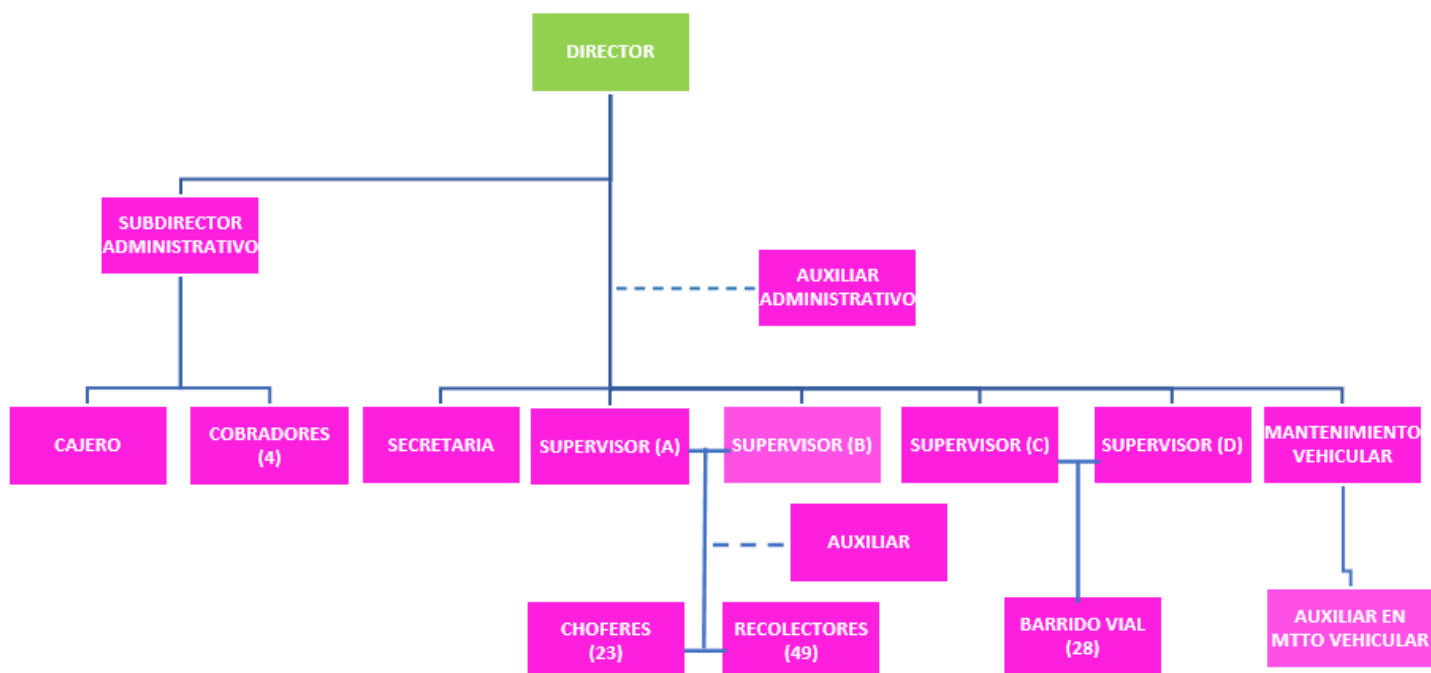 DIRECTOR
SUBDIRECTOR
ADMINISTRATIVO
AUXILIAR
ADMINISTRATIVO
CAJERO
COBRADORES
(4)
SECRETARIA
SUPERVISOR (A)
SUPERVISOR (B)
SUPERVISOR (C)
SUPERVISOR (D)
MANTENIMIENTO
VEHICULAR
AUXILIAR
CHOFERES
(23)
RECOLECTORES
(49)
BARRIDO VIAL
(28)
AUXILIAR EN
MTTO VEHICULAR